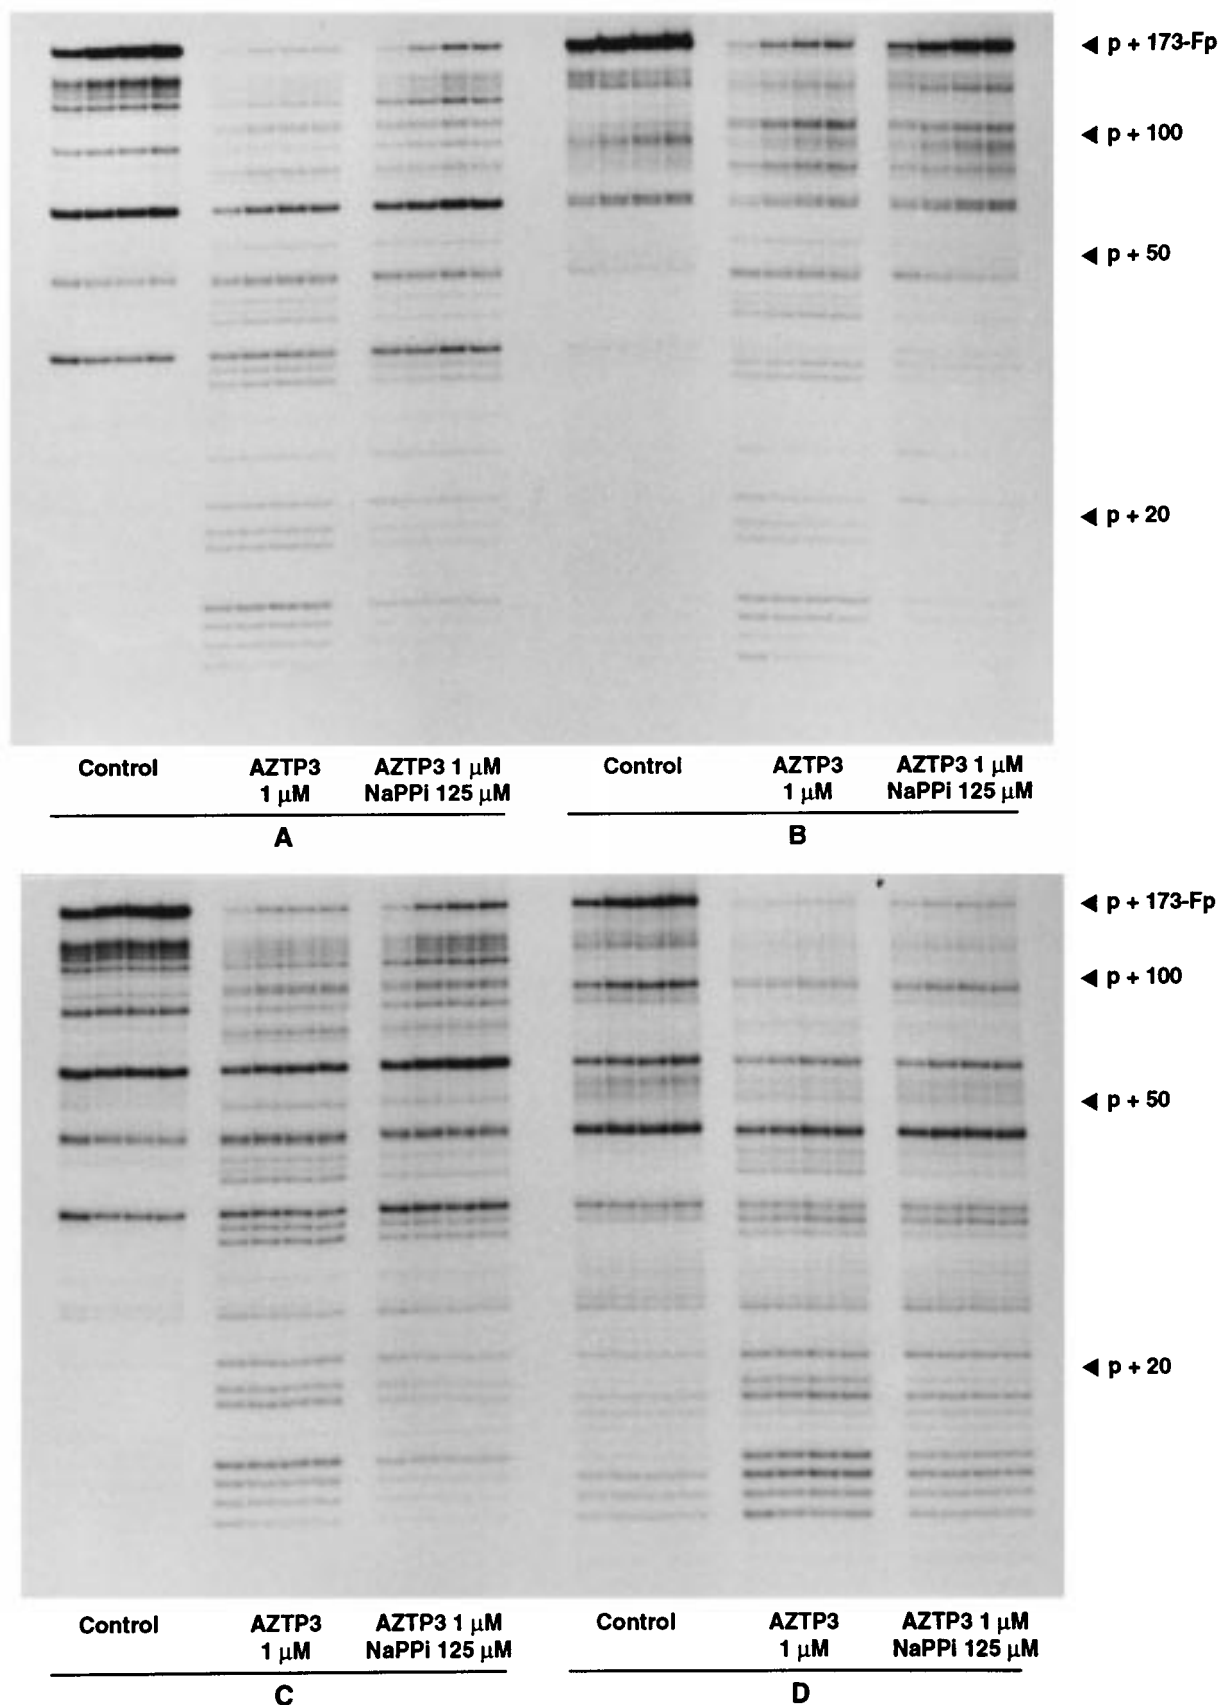 ◀ p + 173-Fp
◀ p + 100
◀ p + 50
◀ p + 20
Control AZTP3 AZTP3 1 μM Control AZTP3 AZTP3 1 μM
1 μM NaPPi 125 μM 1 μM NaPPi 125 μM
A B
◀ p + 173-Fp
◀ p + 100
◀ p + 50
◀ p + 20
Control AZTP3 AZTP3 1 μM Control AZTP3 AZTP3 1 μM
1 μM NaPPi 125 μM 1 μM NaPPi 125 μM
C D